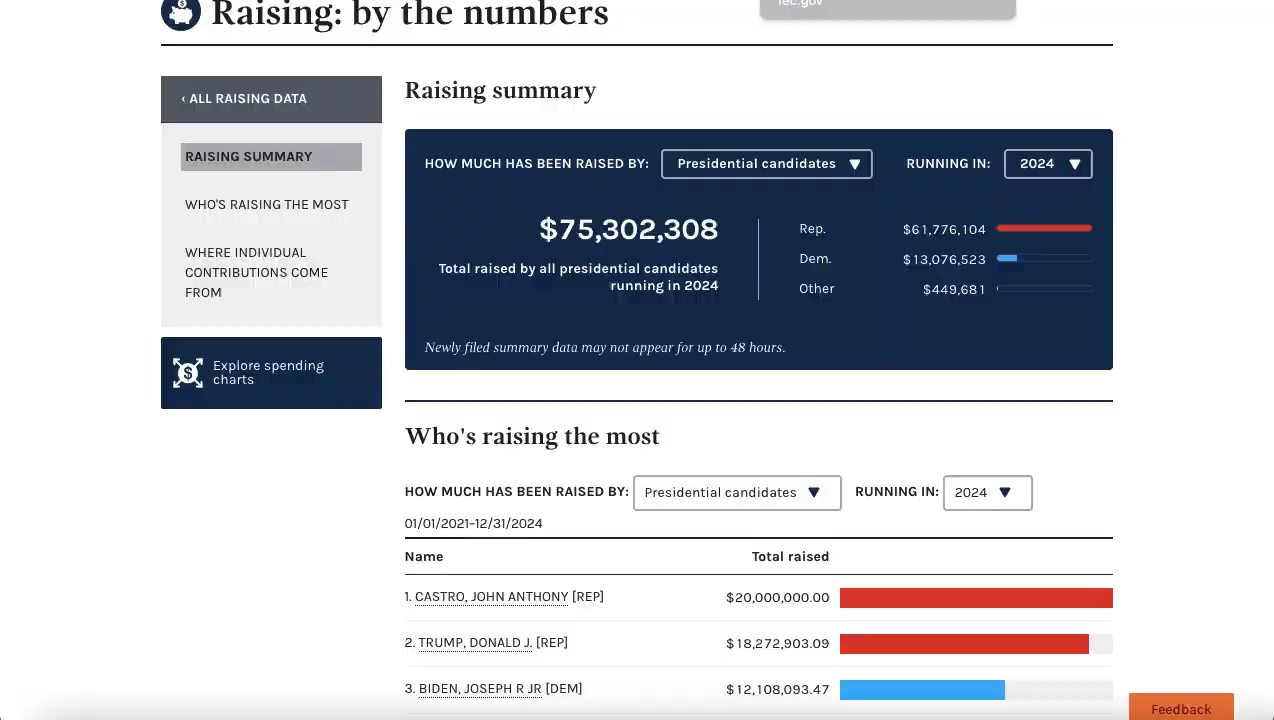 Raising: by the numbers
fec.gov
‹ ALL RAISING DATA
RAISING SUMMARY
WHO'S RAISING THE MOST
WHERE INDIVIDUAL
CONTRIBUTIONS COME
FROM
Explore spending
charts
Raising summary
HOW MUCH HAS BEEN RAISED BY: Presidential candidates RUNNING IN: 2024
$75,302,308
Total raised by all presidential candidates
running in 2024
Rep. $61,776,104
Dem. $13,076,523
Other $449,681
Newly filed summary data may not appear for up to 48 hours.
Who's raising the most
HOW MUCH HAS BEEN RAISED BY: Presidential candidates RUNNING IN: 2024
01/01/2021–12/31/2024
Name Total raised
1. CASTRO, JOHN ANTHONY [REP] $20,000,000.00
2. TRUMP, DONALD J. [REP] $18,272,903.09
3. BIDEN, JOSEPH R JR [DEM] $12,108,093.47
Feedback